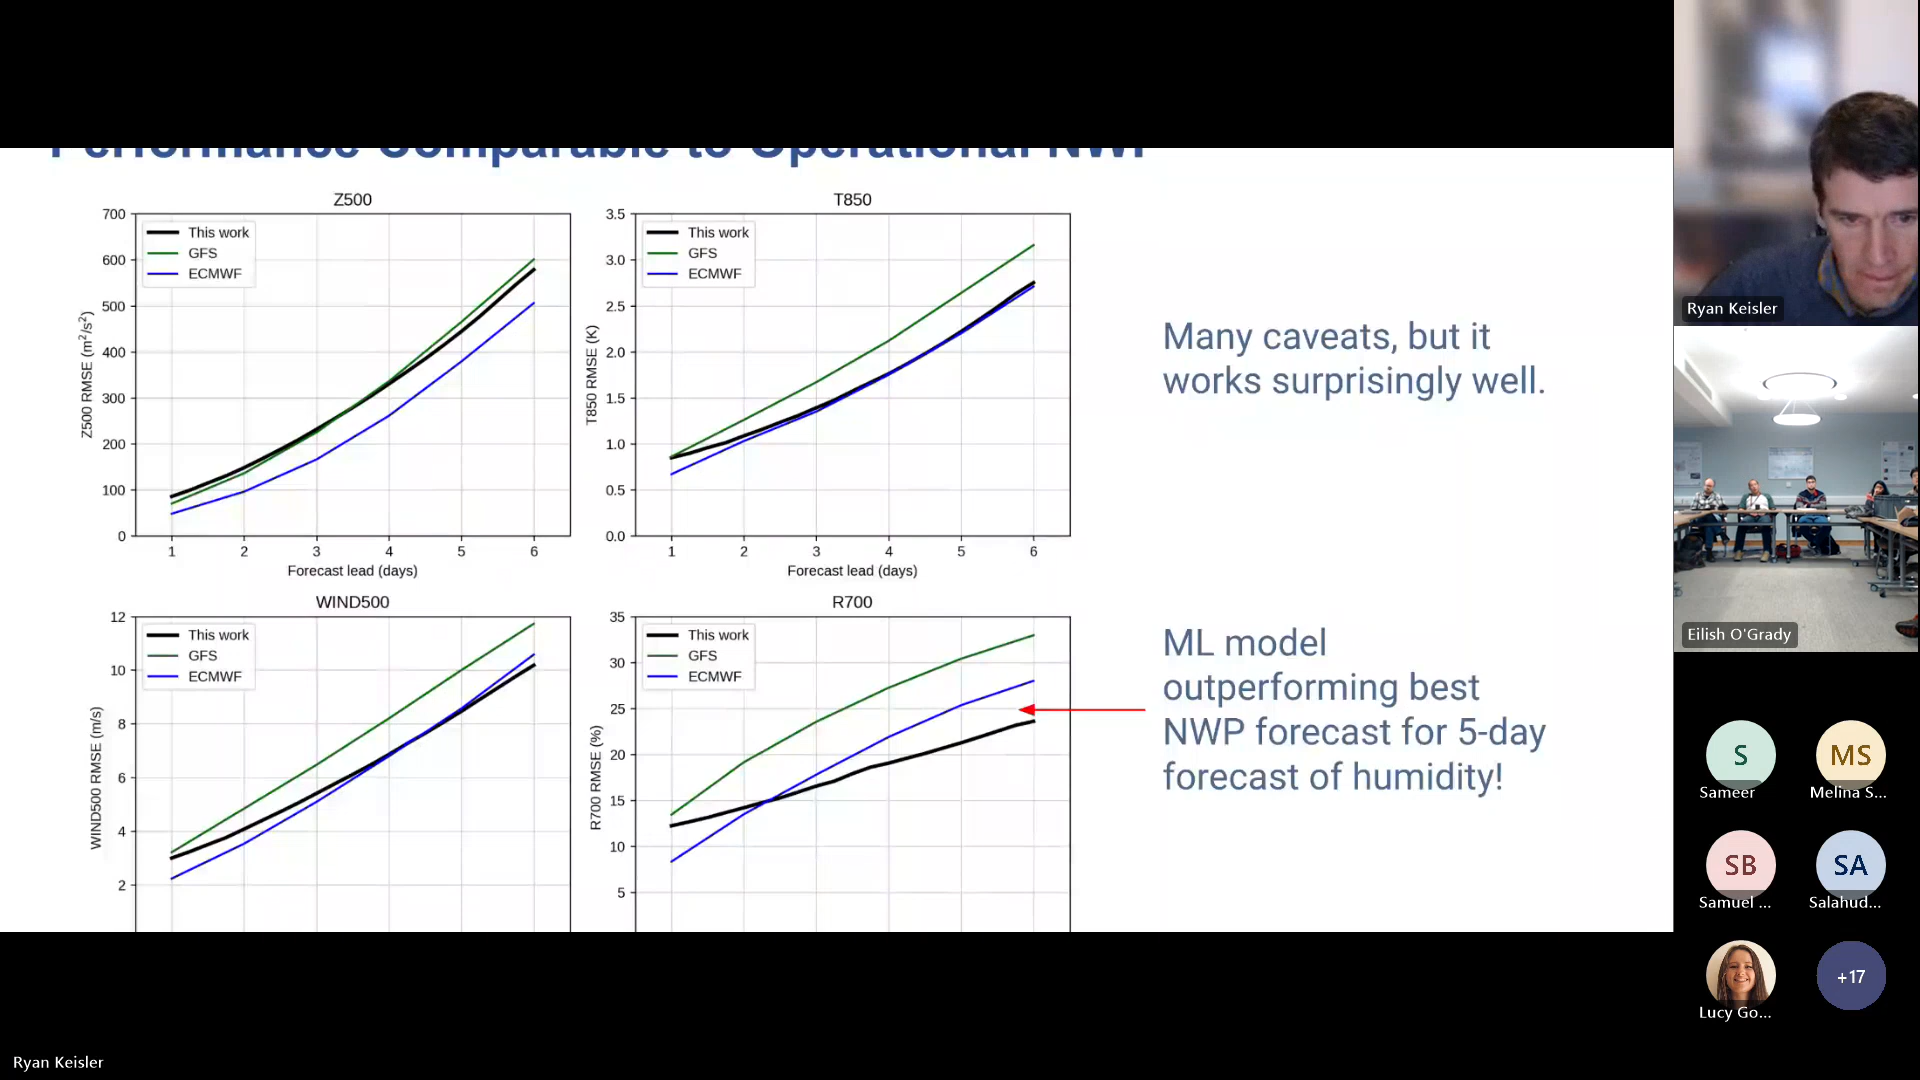 Performance Comparable to Operational NWP
Z500
700
600
500
400
300
200
100
0
Z500 RMSE (m²/s²)
This work
GFS
ECMWF
1 2 3 4 5 6
Forecast lead (days)
T850
3.5
3.0
2.5
2.0
1.5
1.0
0.5
0.0
T850 RMSE (K)
This work
GFS
ECMWF
1 2 3 4 5 6
Forecast lead (days)
Many caveats, but it
works surprisingly well.
WIND500
12
10
8
6
4
2
WIND500 RMSE (m/s)
This work
GFS
ECMWF
R700
35
30
25
20
15
10
5
R700 RMSE (%)
This work
GFS
ECMWF
ML model
outperforming best
NWP forecast for 5-day
forecast of humidity!
Ryan Keisler
Eilish O'Grady
S
Sameer
MS
Melina S...
SB
Samuel ...
SA
Salahud...
Lucy Go...
+17
Ryan Keisler